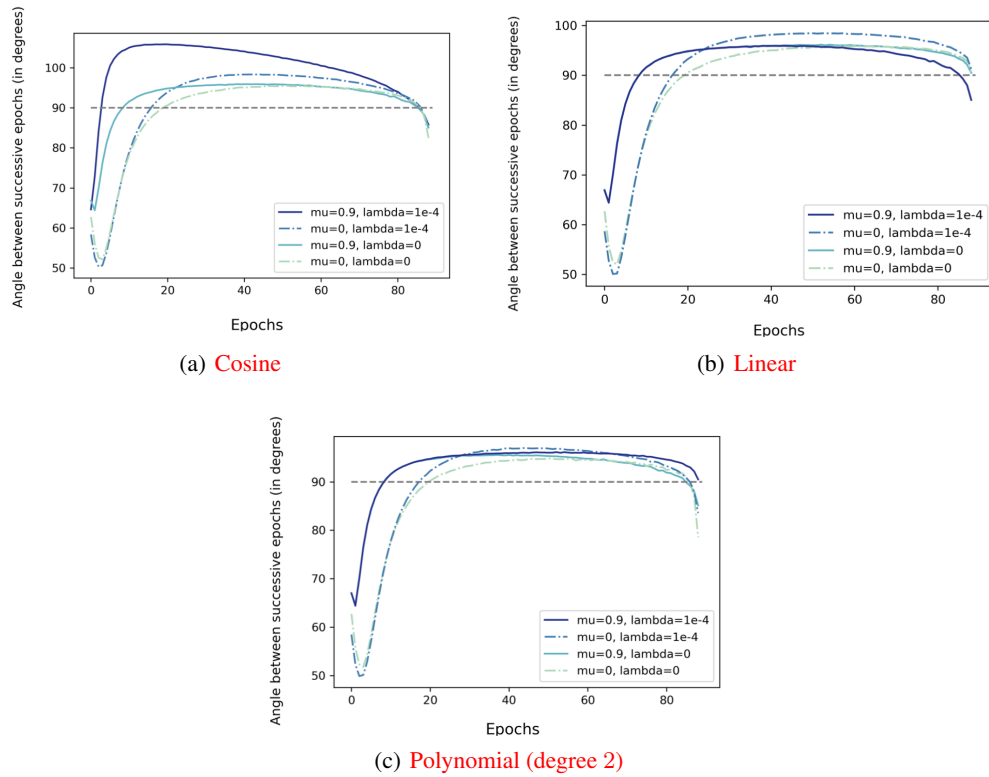 Angle between successive epochs (in degrees)
100
90
80
70
60
50
0
20
40
60
80
mu=0.9, lambda=1e-4
mu=0, lambda=1e-4
mu=0.9, lambda=0
mu=0, lambda=0
Epochs
(a) Cosine
Angle between successive epochs (in degrees)
100
90
80
70
60
50
0
20
40
60
80
mu=0.9, lambda=1e-4
mu=0, lambda=1e-4
mu=0.9, lambda=0
mu=0, lambda=0
Epochs
(b) Linear
Angle between successive epochs (in degrees)
90
80
70
60
50
0
20
40
60
80
mu=0.9, lambda=1e-4
mu=0, lambda=1e-4
mu=0.9, lambda=0
mu=0, lambda=0
Epochs
(c) Polynomial (degree 2)